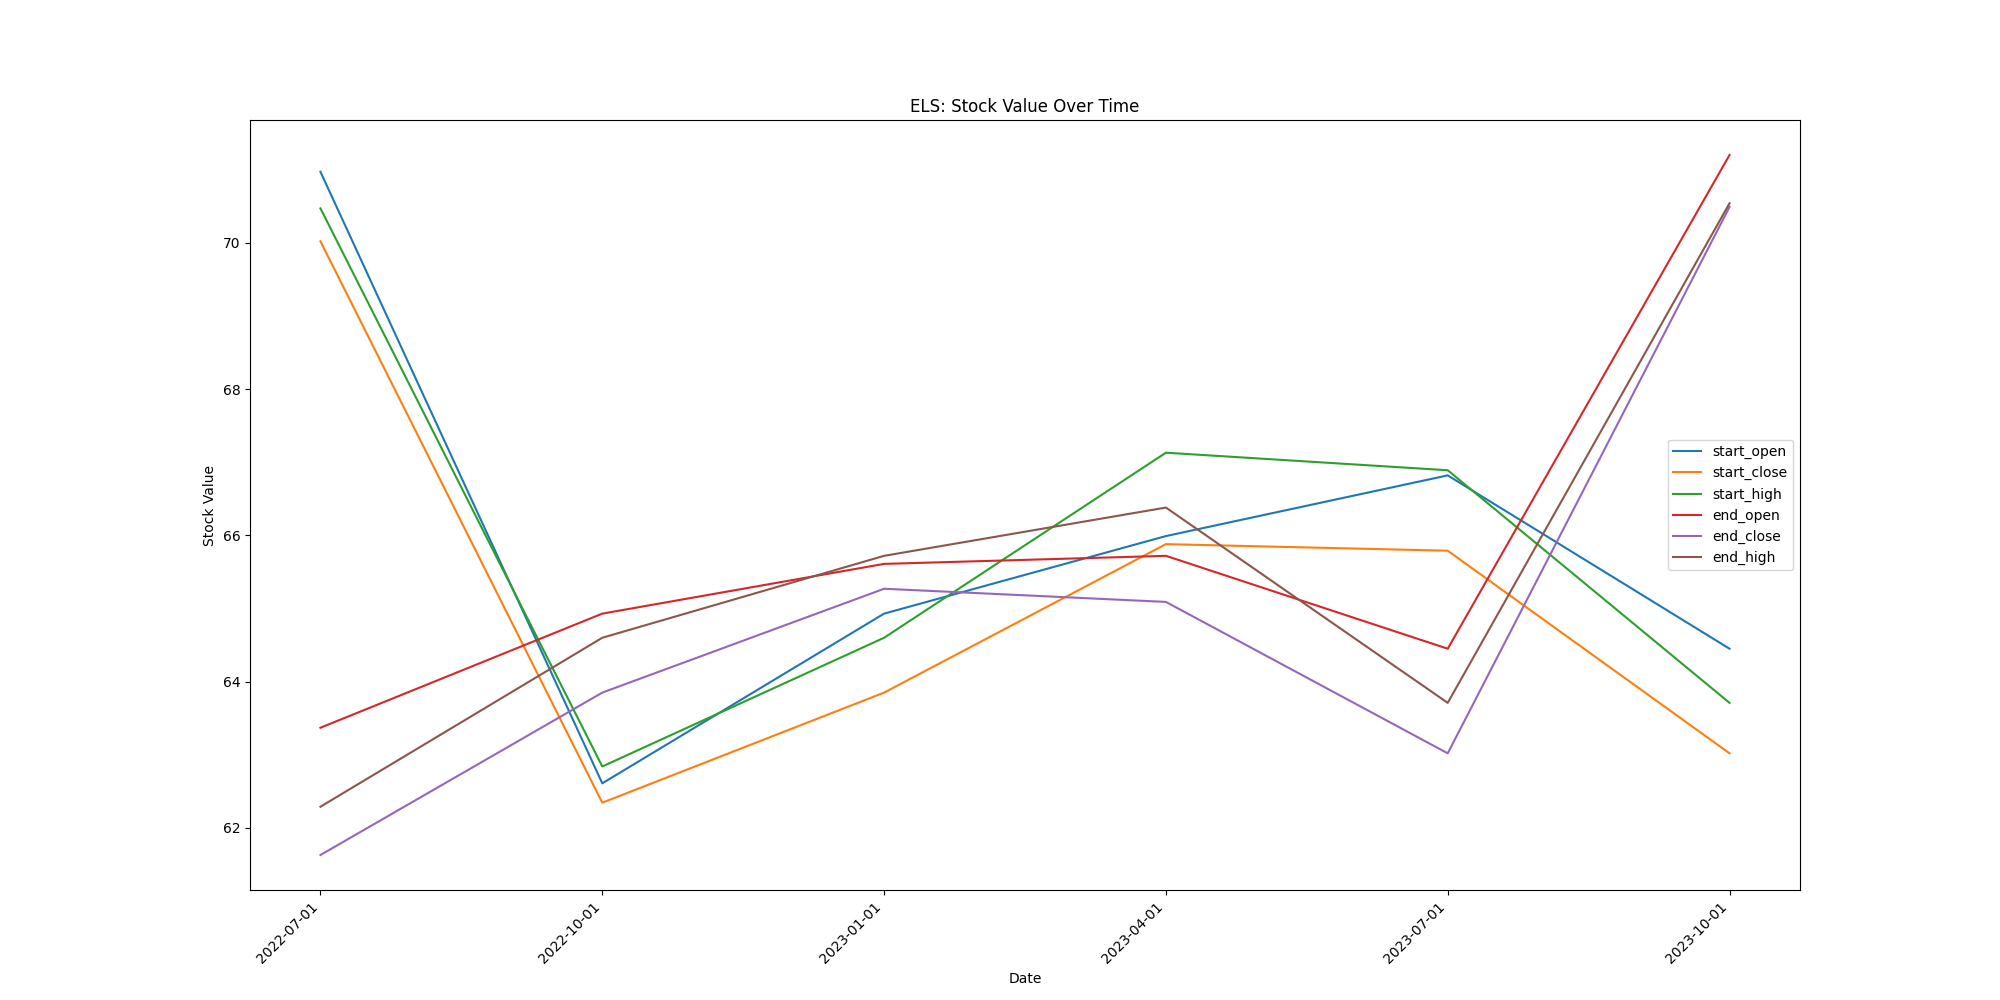 ELS: Stock Value Over Time
Stock Value
70
68
66
64
62
start_open
start_close
start_high
end_open
end_close
end_high
2022-07-01
2022-10-01
2023-01-01
2023-04-01
2023-07-01
2023-10-01
Date